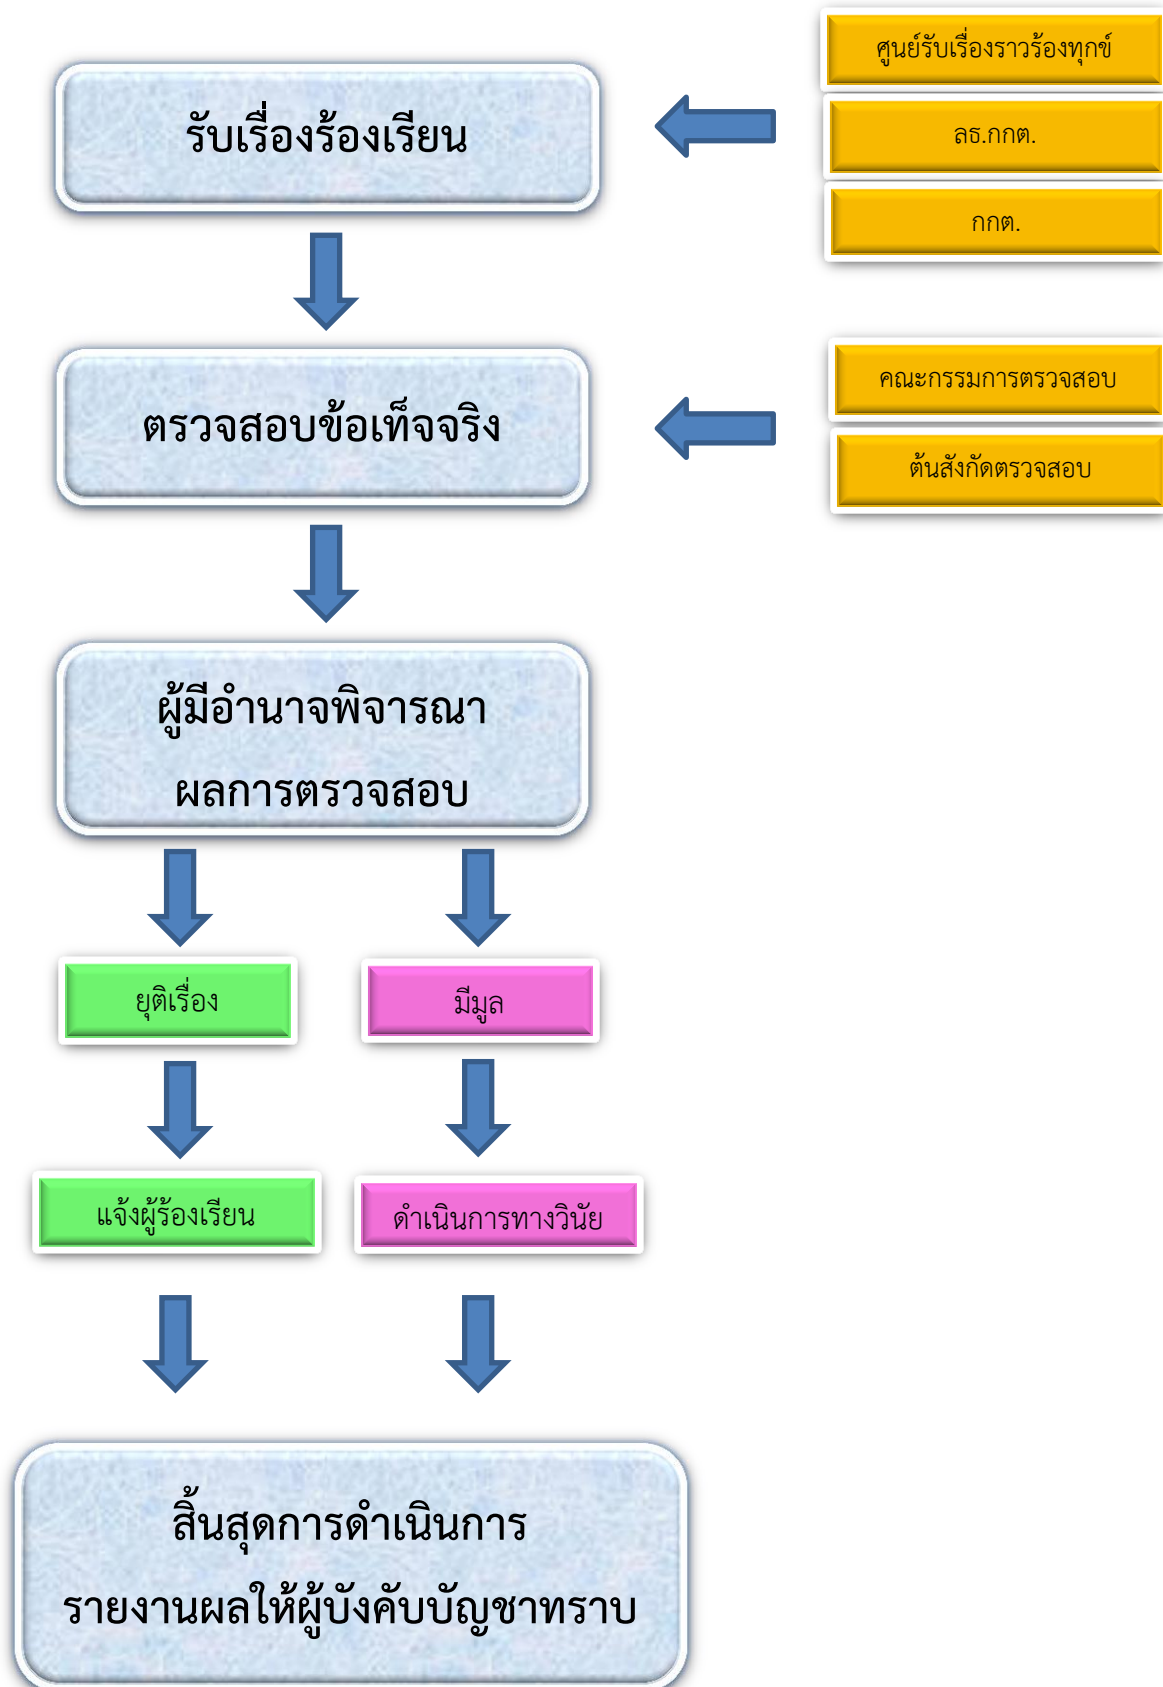 ศูนย์รับเรื่องราวร้องทุกข์
รับเรื่องร้องเรียน
ลธ.กกต.
กกต.
คณะกรรมการตรวจสอบ
ตรวจสอบข้อเท็จจริง
ต้นสังกัดตรวจสอบ
ผู้มีอำนาจพิจารณา
ผลการตรวจสอบ
ยุติเรื่อง
มีมูล
แจ้งผู้ร้องเรียน
ดำเนินการทางวินัย
สิ้นสุดการดำเนินการ
รายงานผลให้ผู้บังคับบัญชาทราบ